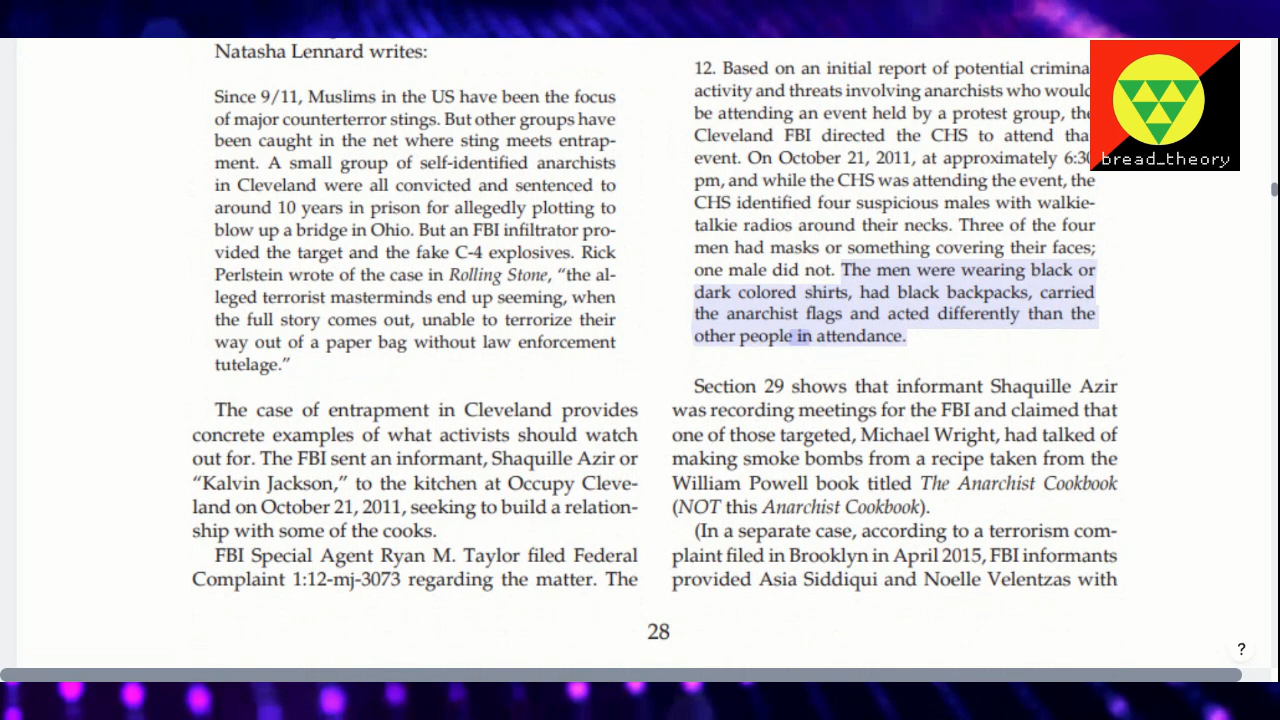 Natasha Lennard writes:
Since 9/11, Muslims in the US have been the focus
of major counterterror stings. But other groups have
been caught in the net where sting meets entrap-
ment. A small group of self-identified anarchists
in Cleveland were all convicted and sentenced to
around 10 years in prison for allegedly plotting to
blow up a bridge in Ohio. But an FBI infiltrator pro-
vided the target and the fake C-4 explosives. Rick
Perlstein wrote of the case in Rolling Stone, “the al-
leged terrorist masterminds end up seeming, when
the full story comes out, unable to terrorize their
way out of a paper bag without law enforcement
tutelage.”
The case of entrapment in Cleveland provides
concrete examples of what activists should watch
out for. The FBI sent an informant, Shaquille Azir or
“Kalvin Jackson,” to the kitchen at Occupy Cleve-
land on October 21, 2011, seeking to build a relation-
ship with some of the cooks.
FBI Special Agent Ryan M. Taylor filed Federal
Complaint 1:12-mj-3073 regarding the matter. The
12. Based on an initial report of potential crimina
activity and threats involving anarchists who would
be attending an event held by a protest group, the
Cleveland FBI directed the CHS to attend tha
event. On October 21, 2011, at approximately 6:30
pm, and while the CHS was attending the event, the
CHS identified four suspicious males with walkie-
talkie radios around their necks. Three of the four
men had masks or something covering their faces;
one male did not. The men were wearing black or
dark colored shirts, had black backpacks, carried
the anarchist flags and acted differently than the
other people in attendance.
Section 29 shows that informant Shaquille Azir
was recording meetings for the FBI and claimed that
one of those targeted, Michael Wright, had talked of
making smoke bombs from a recipe taken from the
William Powell book titled The Anarchist Cookbook
(NOT this Anarchist Cookbook).
(In a separate case, according to a terrorism com-
plaint filed in Brooklyn in April 2015, FBI informants
provided Asia Siddiqui and Noelle Velentzas with
28
bread_theory
?